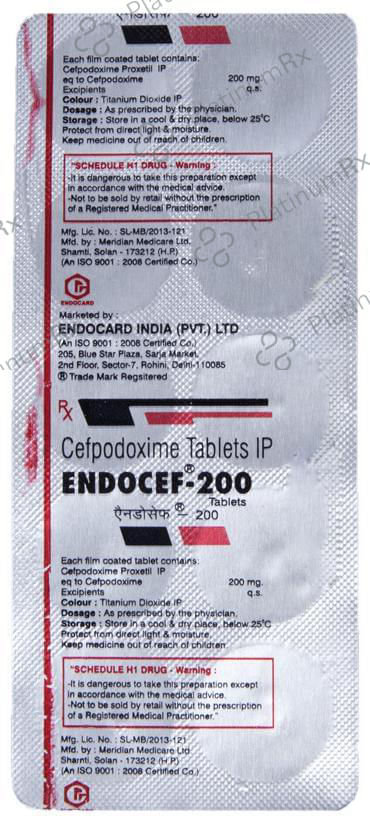 एनडोसेफ - 200
Each film coated tablet contains:
Cefpodoxime Proxetil IP
eq to Cefpodoxime 200 mg.
Excipients q.s.
Colour : Titanium Dioxide IP
Dosage : As prescribed by the physician.
Storage : Store in a cool & dry place, below 25°C
Protect from direct light & moisture.
Keep medicine out of reach of children.
"SCHEDULE H1 DRUG - Warning :
-It is dangerous to take this preparation except
in accordance with the medical advice.
-Not to be sold by retail without the prescription
of a Registered Medical Practitioner."
Mfg. Lic. No. : SL-MB/2013-121
Mfd. by : Meridian Medicare Ltd.
Shamti, Solan - 173212 (H.P.)
(An ISO 9001 : 2008 Certified Co.)
ENDOCARD
Marketed by :
ENDOCARD INDIA (PVT.) LTD
(An ISO 9001 : 2008 Certified Co.)
205, Blue Star Plaza, Sarja Market,
2nd Floor, Sector-7, Rohini, Delhi-110085
® Trade Mark Regsitered
Rx
Cefpodoxime Tablets IP
ENDOCEF®-200
Tablets
ऐनडोसेफ® - 200
Each film coated tablet contains:
Cefpodoxime Proxetil IP
eq to Cefpodoxime 200 mg.
Excipients q.s.
Colour : Titanium Dioxide IP
Dosage : As prescribed by the physician.
Storage : Store in a cool & dry place, below 25°C
Protect from direct light & moisture.
Keep medicine out of reach of children.
"SCHEDULE H1 DRUG - Warning :
-It is dangerous to take this preparation except
in accordance with the medical advice.
-Not to be sold by retail without the prescription
of a Registered Medical Practitioner."
Mfg. Lic. No. : SL-MB/2013-121
Mfd. by : Meridian Medicare Ltd.
Shamti, Solan - 173212 (H.P.)
(An ISO 9001 : 2008 Certified Co.)
PlatinumRx